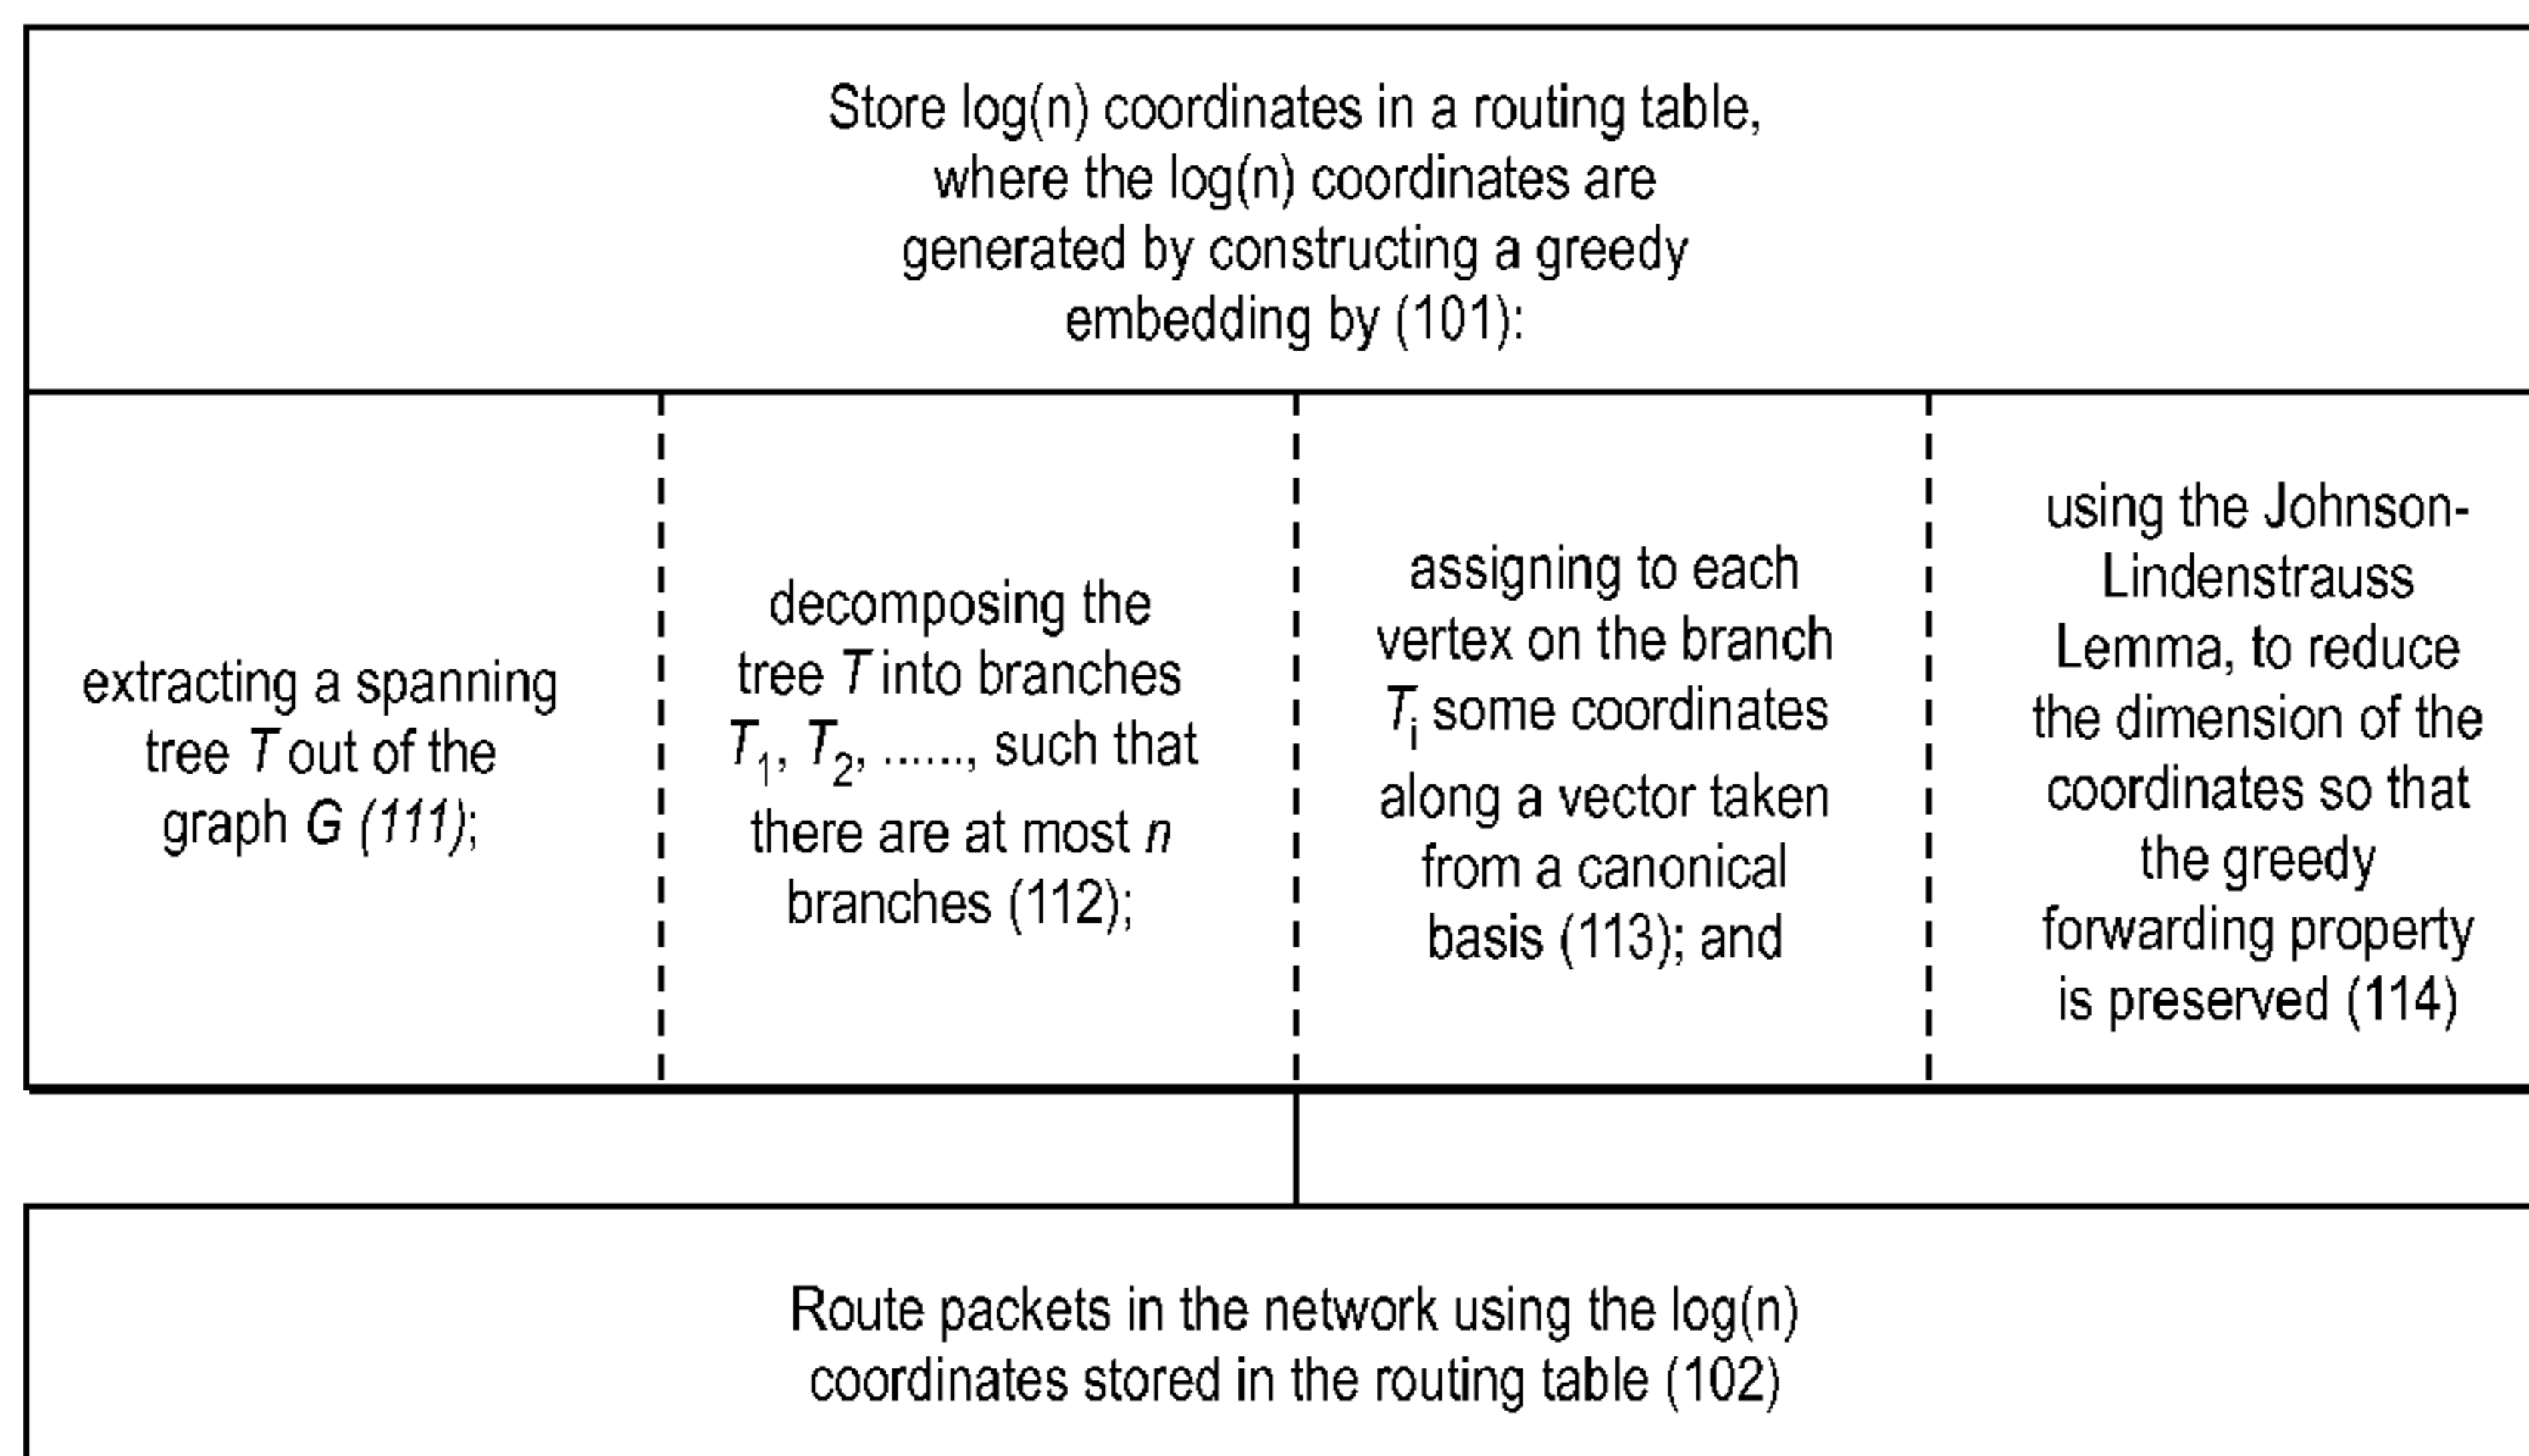 Store log(n) coordinates in a routing table,
where the log(n) coordinates are
generated by constructing a greedy
embedding by (101):
extracting a spanning
tree T out of the
graph G (111);
decomposing the
tree T into branches
T1, T2, ......, such that
there are at most n
branches (112);
assigning to each
vertex on the branch
Ti some coordinates
along a vector taken
from a canonical
basis (113); and
using the Johnson-
Lindenstrauss
Lemma, to reduce
the dimension of the
coordinates so that
the greedy
forwarding property
is preserved (114)
Route packets in the network using the log(n)
coordinates stored in the routing table (102)